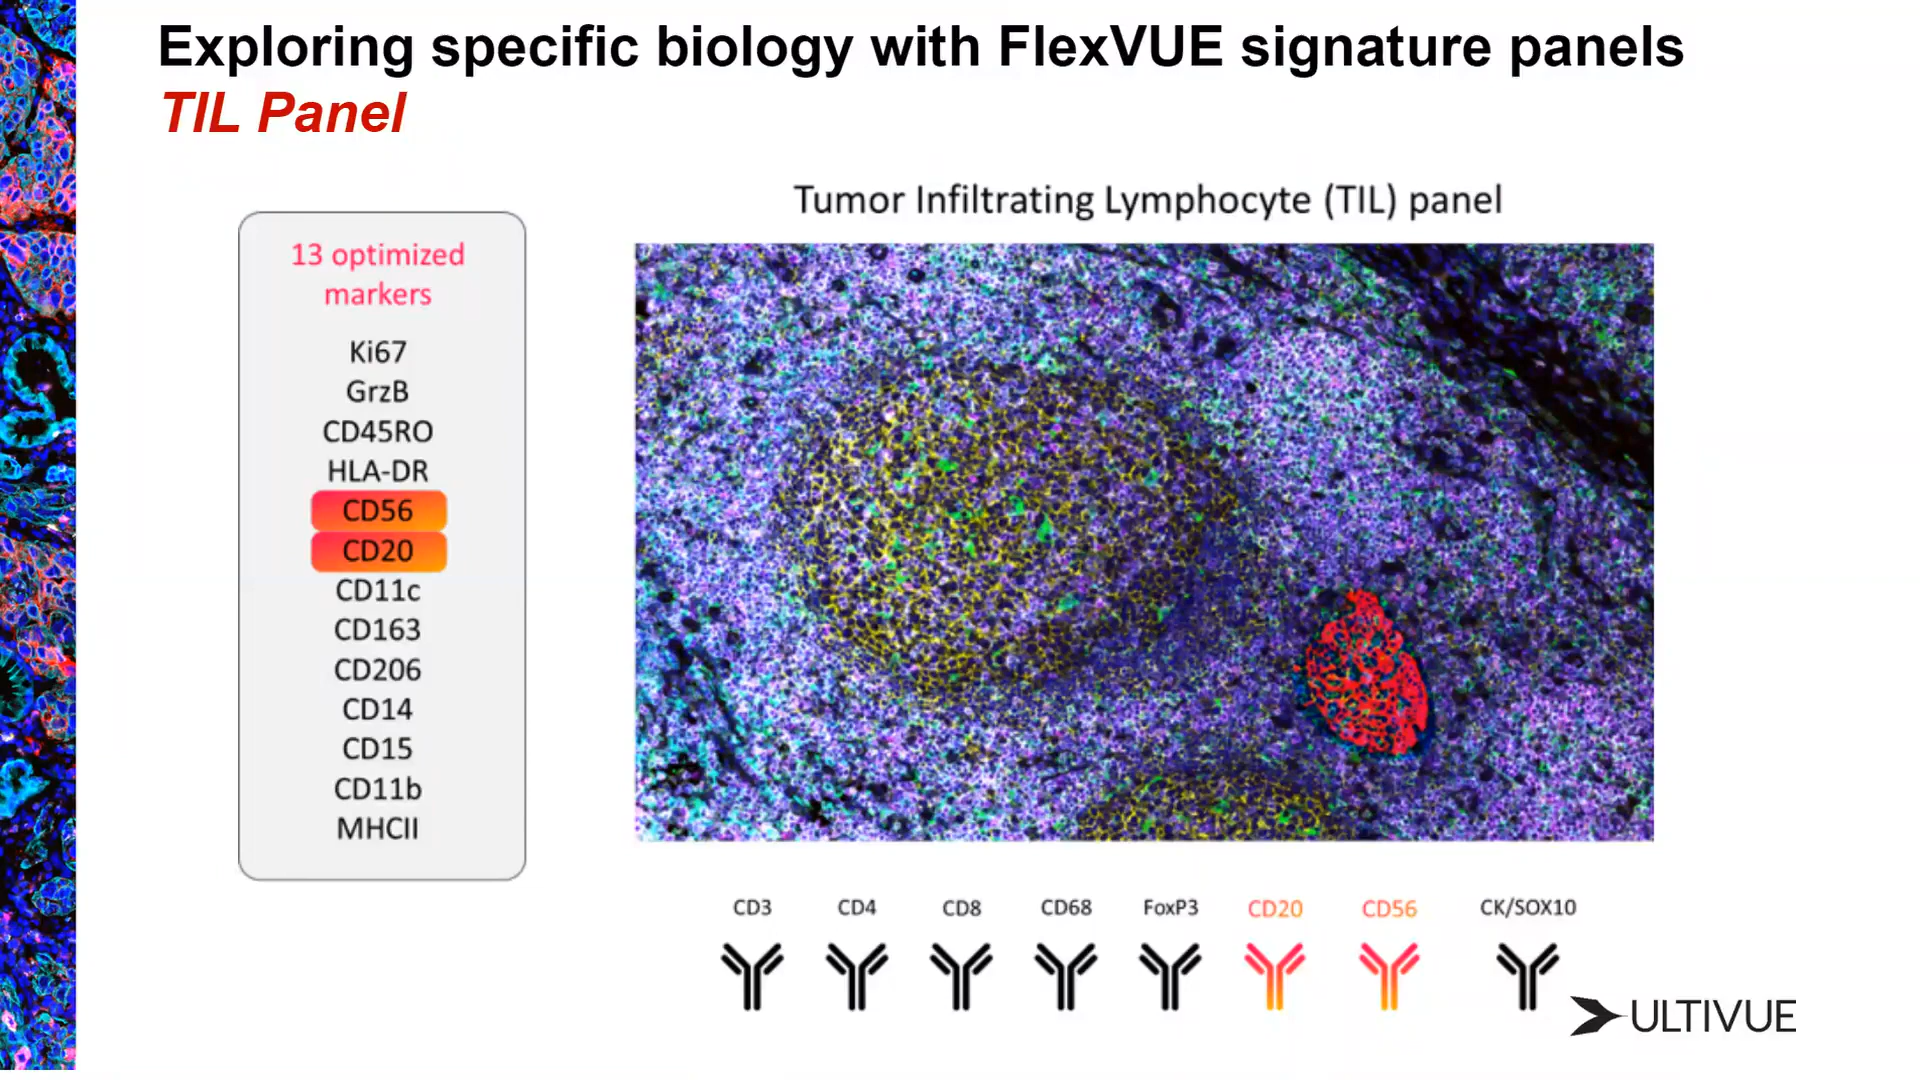 Exploring specific biology with FlexVUE signature panels
TIL Panel
13 optimized
markers
Ki67
GrzB
CD45RO
HLA-DR
CD56
CD20
CD11c
CD163
CD206
CD14
CD15
CD11b
MHCII
Tumor Infiltrating Lymphocyte (TIL) panel
CD3 CD4 CD8 CD68 FoxP3 CD20 CD56 CK/SOX10
ULTIVUE